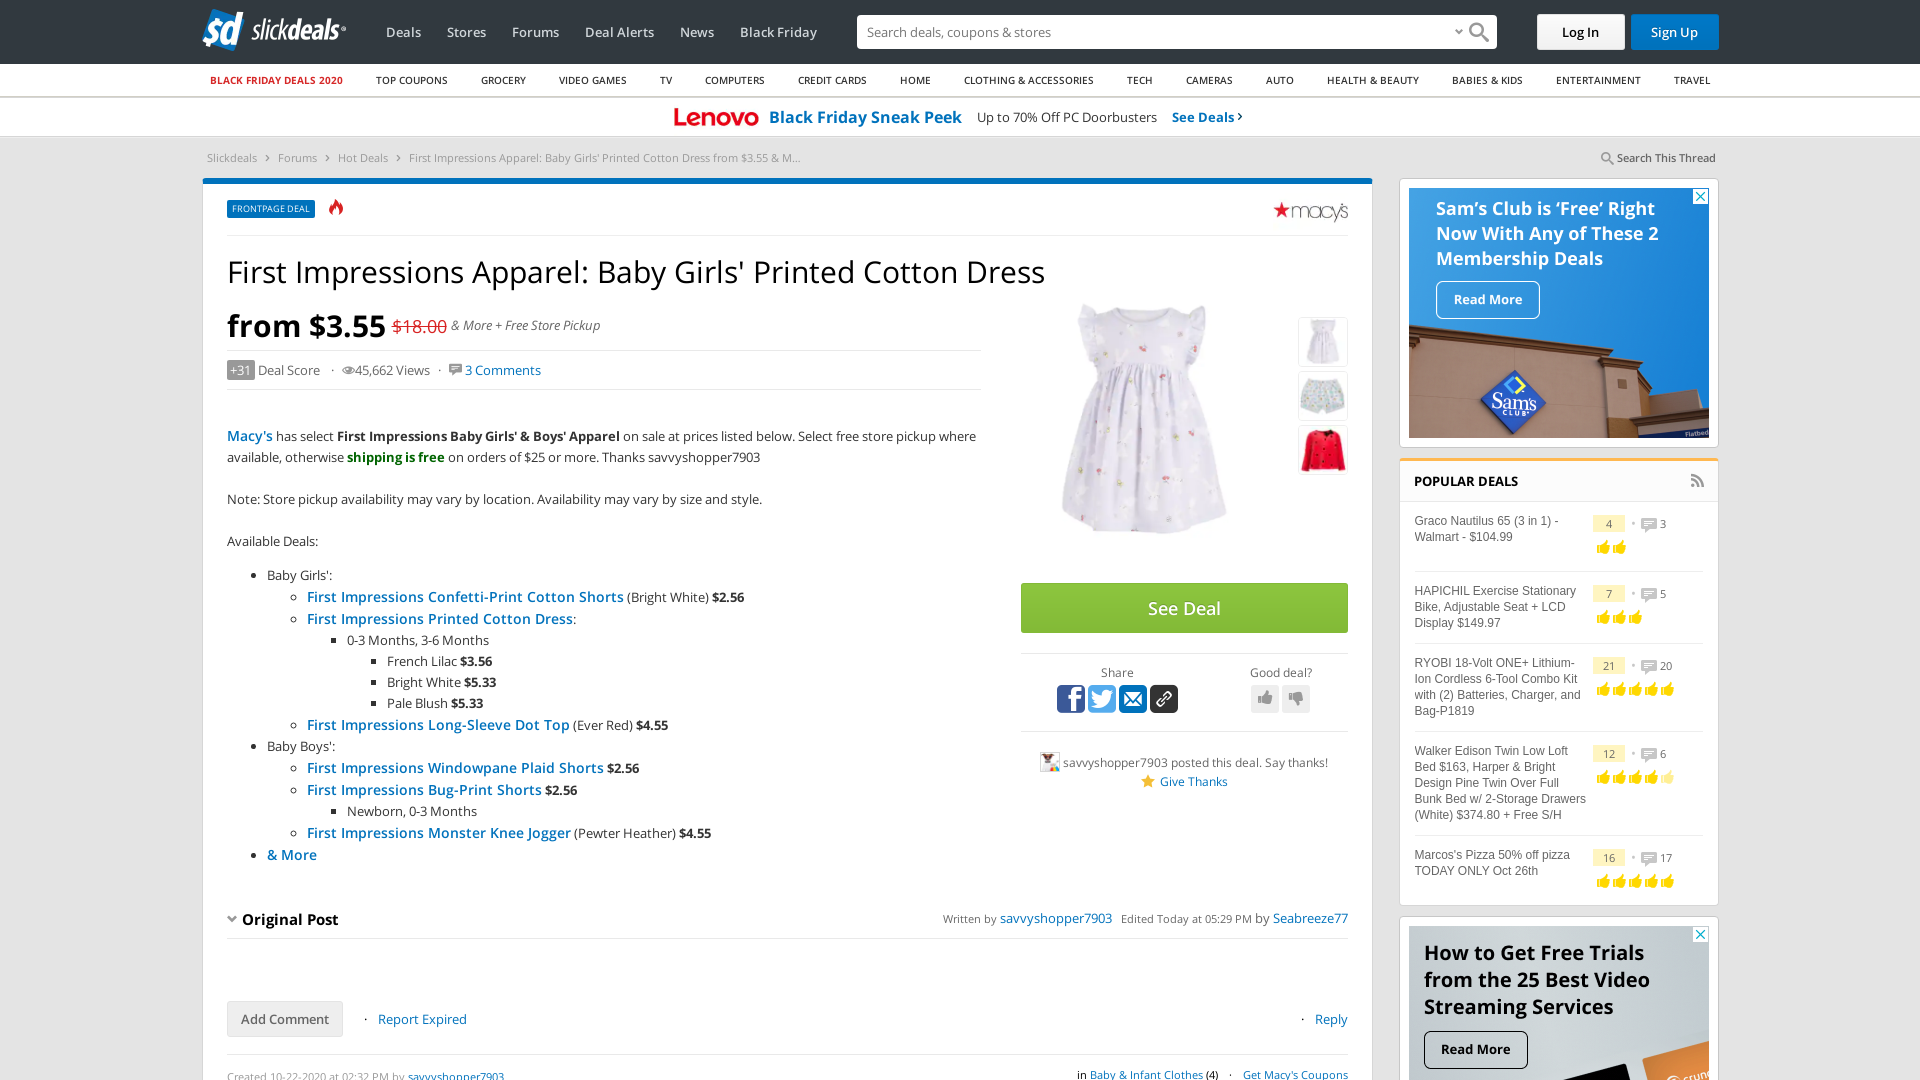 sd slickdeals
Deals Stores Forums Deal Alerts News Black Friday
Search deals, coupons & stores
Log In Sign Up
BLACK FRIDAY DEALS 2020 TOP COUPONS GROCERY VIDEO GAMES TV COMPUTERS CREDIT CARDS HOME CLOTHING & ACCESSORIES TECH CAMERAS AUTO HEALTH & BEAUTY BABIES & KIDS ENTERTAINMENT TRAVEL
Lenovo Black Friday Sneak Peek Up to 70% Off PC Doorbusters See Deals
Slickdeals Forums Hot Deals First Impressions Apparel: Baby Girls' Printed Cotton Dress from $3.55 & M...
Search This Thread
FRONTPAGE DEAL
macy's
First Impressions Apparel: Baby Girls' Printed Cotton Dress
from $3.55 $18.00 & More + Free Store Pickup
+31 Deal Score · 45,662 Views · 3 Comments
Macy's has select First Impressions Baby Girls' & Boys' Apparel on sale at prices listed below. Select free store pickup where
available, otherwise shipping is free on orders of $25 or more. Thanks savvyshopper7903
Note: Store pickup availability may vary by location. Availability may vary by size and style.
Available Deals:
Baby Girls':
First Impressions Confetti-Print Cotton Shorts (Bright White) $2.56
First Impressions Printed Cotton Dress:
0-3 Months, 3-6 Months
French Lilac $3.56
Bright White $5.33
Pale Blush $5.33
First Impressions Long-Sleeve Dot Top (Ever Red) $4.55
Baby Boys':
First Impressions Windowpane Plaid Shorts $2.56
First Impressions Bug-Print Shorts $2.56
Newborn, 0-3 Months
First Impressions Monster Knee Jogger (Pewter Heather) $4.55
& More
See Deal
Share
Good deal?
savvyshopper7903 posted this deal. Say thanks!
Give Thanks
Original Post
Written by savvyshopper7903 Edited Today at 05:29 PM by Seabreeze77
Add Comment · Report Expired
· Reply
Created 10-22-2020 at 02:32 PM by savvyshopper7903
in Baby & Infant Clothes (4) · Get Macy's Coupons
Sam's Club is 'Free' Right
Now With Any of These 2
Membership Deals
Read More
Sam's
CLUB
Flatbed
POPULAR DEALS
Graco Nautilus 65 (3 in 1) -
Walmart - $104.99
4 • 3
HAPICHIL Exercise Stationary
Bike, Adjustable Seat + LCD
Display $149.97
7 • 5
RYOBI 18-Volt ONE+ Lithium-
Ion Cordless 6-Tool Combo Kit
with (2) Batteries, Charger, and
Bag-P1819
21 • 20
Walker Edison Twin Low Loft
Bed $163, Harper & Bright
Design Pine Twin Over Full
Bunk Bed w/ 2-Storage Drawers
(White) $374.80 + Free S/H
12 • 6
Marcos's Pizza 50% off pizza
TODAY ONLY Oct 26th
16 • 17
How to Get Free Trials
from the 25 Best Video
Streaming Services
Read More